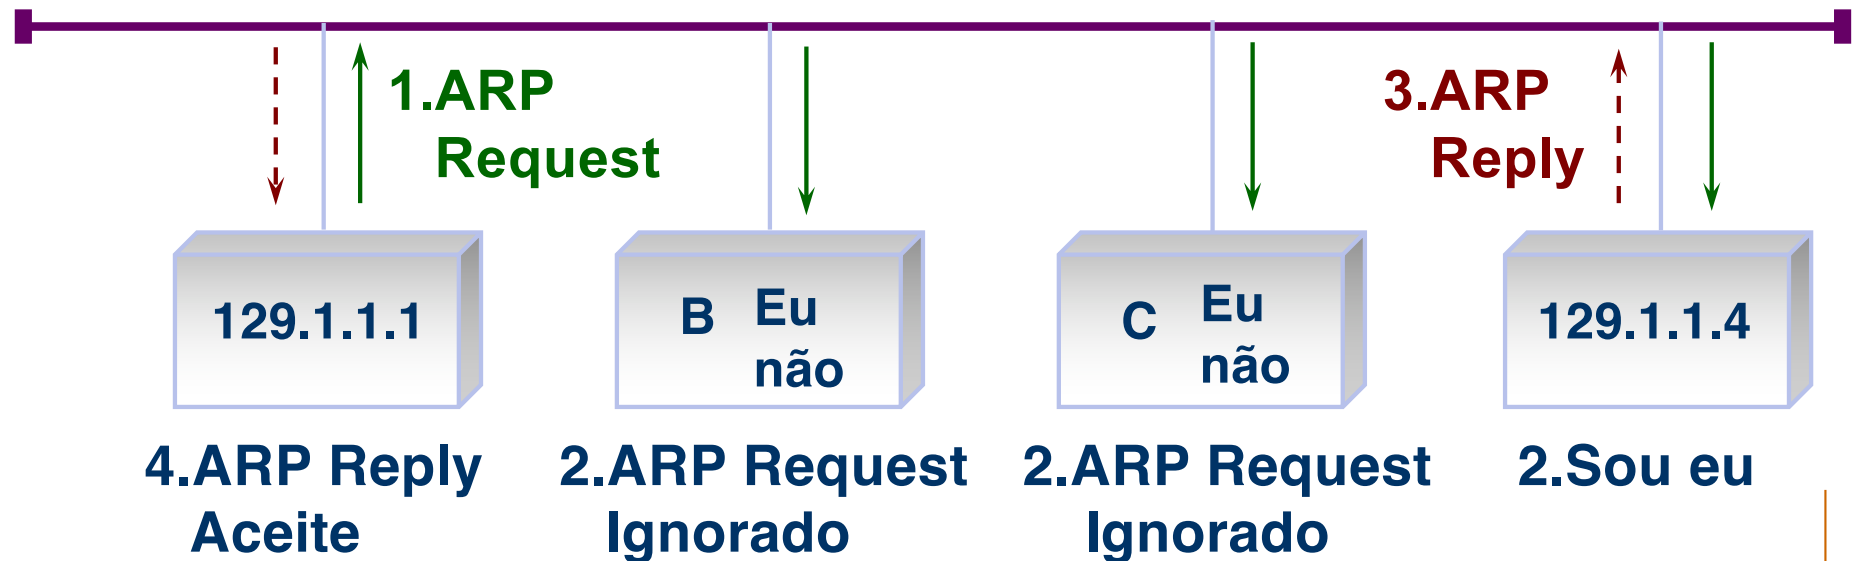 1.ARP
Request
3.ARP
Reply
129.1.1.1
B Eu
não
C Eu
não
129.1.1.4
4.ARP Reply
Aceite
2.ARP Request
Ignorado
2.ARP Request
Ignorado
2.Sou eu